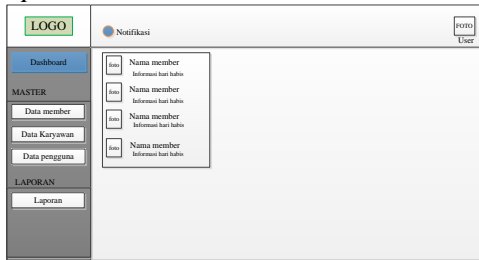 LOGO
Notifikasi
FOTO
User
Dashboard
MASTER
Data member
Data Karyawan
Data pengguna
LAPORAN
Laporan
foto
Nama member
Informasi hari habis
foto
Nama member
Informasi hari habis
foto
Nama member
Informasi hari habis
foto
Nama member
Informasi hari habis